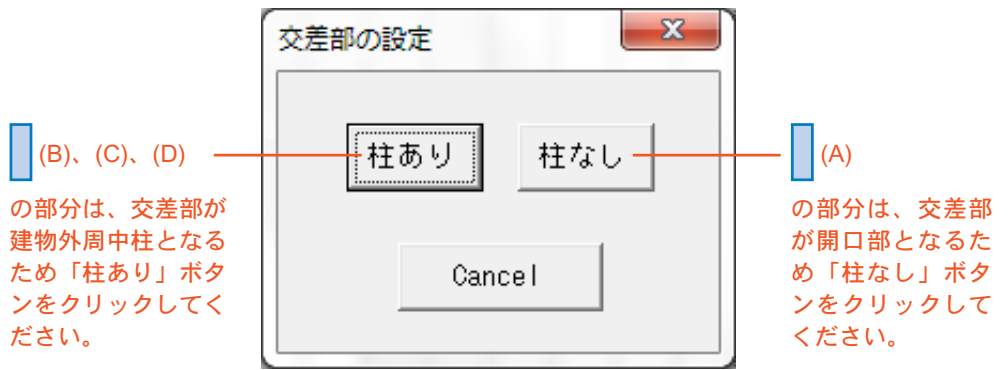 交差部の設定
(B)、(C)、(D)
の部分は、交差部が
建物外周中柱となる
ため「柱あり」ボタ
ンをクリックしてく
ださい。
柱あり
柱なし
Cancel
(A)
の部分は、交差部
が開口部となるた
め「柱なし」ボタ
ンをクリックして
ください。